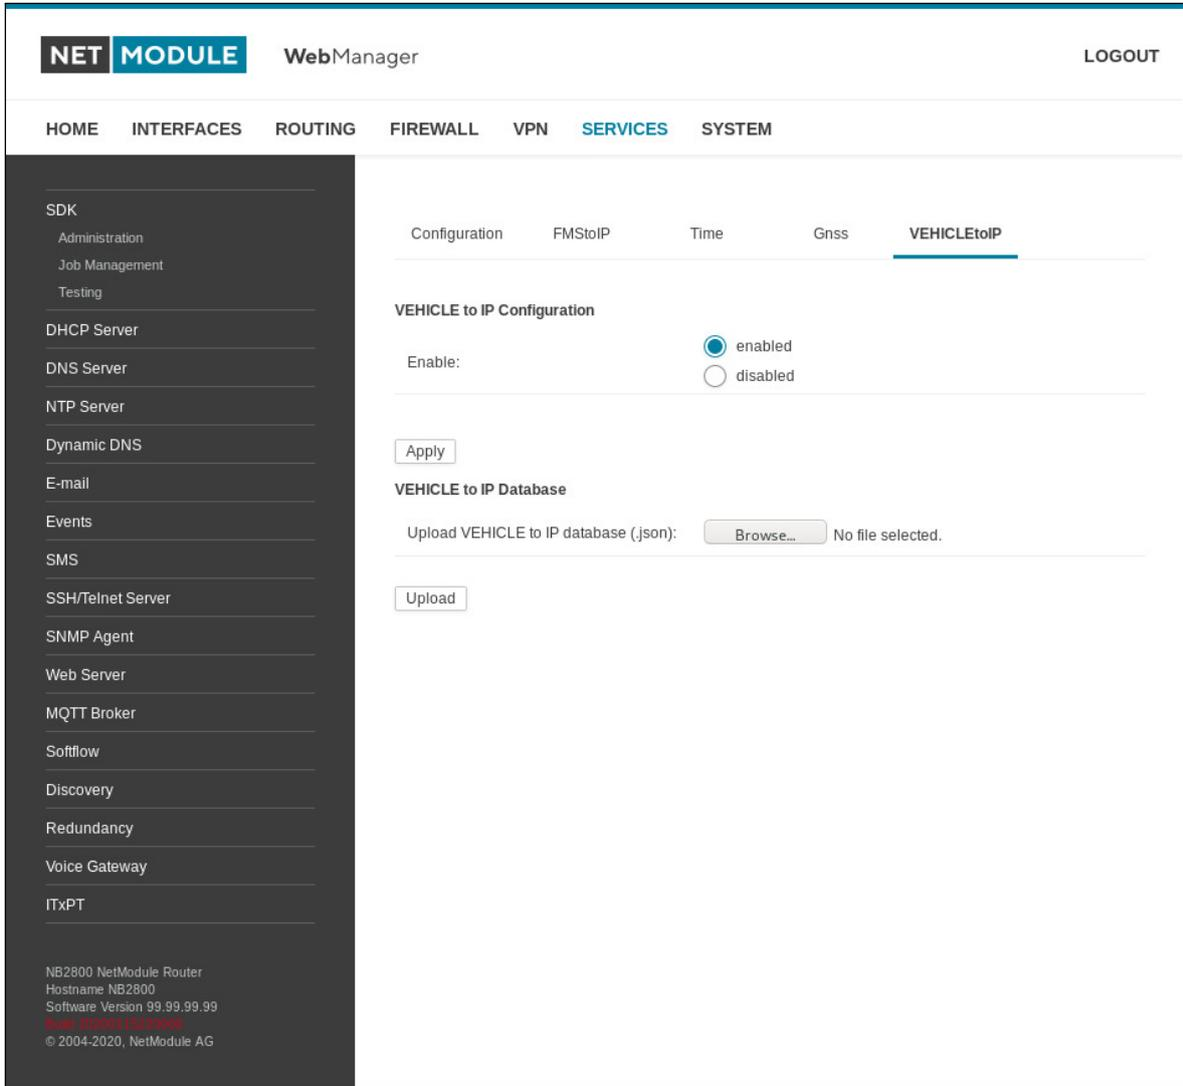 NET MODULE WebManager LOGOUT
HOME INTERFACES ROUTING FIREWALL VPN SERVICES SYSTEM
SDK
Administration
Job Management
Testing
DHCP Server
DNS Server
NTP Server
Dynamic DNS
E-mail
Events
SMS
SSH/Telnet Server
SNMP Agent
Web Server
MQTT Broker
Softflow
Discovery
Redundancy
Voice Gateway
ITxPT
NB2800 NetModule Router
Hostname NB2800
Software Version 99.99.99.99
Build
© 2004-2020, NetModule AG
Configuration FMStoIP Time Gnss VEHICLEtoIP
VEHICLE to IP Configuration
Enable:
enabled
disabled
Apply
VEHICLE to IP Database
Upload VEHICLE to IP database (.json): Browse... No file selected.
Upload